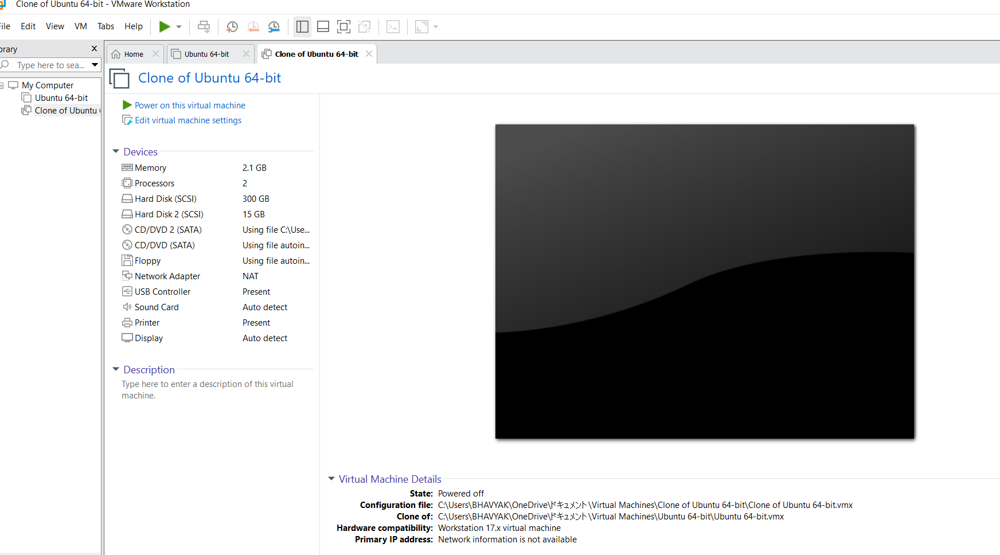 Clone of Ubuntu 64-bit - VMware Workstation
ile Edit View VM Tabs Help
brary
Type here to sea...
Home
Ubuntu 64-bit
Clone of Ubuntu 64-bit
My Computer
Ubuntu 64-bit
Clone of Ubuntu
Clone of Ubuntu 64-bit
Power on this virtual machine
Edit virtual machine settings
Devices
Memory 2.1 GB
Processors 2
Hard Disk (SCSI) 300 GB
Hard Disk 2 (SCSI) 15 GB
CD/DVD 2 (SATA) Using file C:\Use...
CD/DVD (SATA) Using file autoin...
Floppy Using file autoin...
Network Adapter NAT
USB Controller Present
Sound Card Auto detect
Printer Present
Display Auto detect
Description
Type here to enter a description of this virtual
machine.
Virtual Machine Details
State: Powered off
Configuration file: C:\Users\BHAVYAK\OneDrive\ドキュメント\Virtual Machines\Clone of Ubuntu 64-bit\Clone of Ubuntu 64-bit.vmx
Clone of: C:\Users\BHAVYAK\OneDrive\ドキュメント\Virtual Machines\Ubuntu 64-bit\Ubuntu 64-bit.vmx
Hardware compatibility: Workstation 17.x virtual machine
Primary IP address: Network information is not available